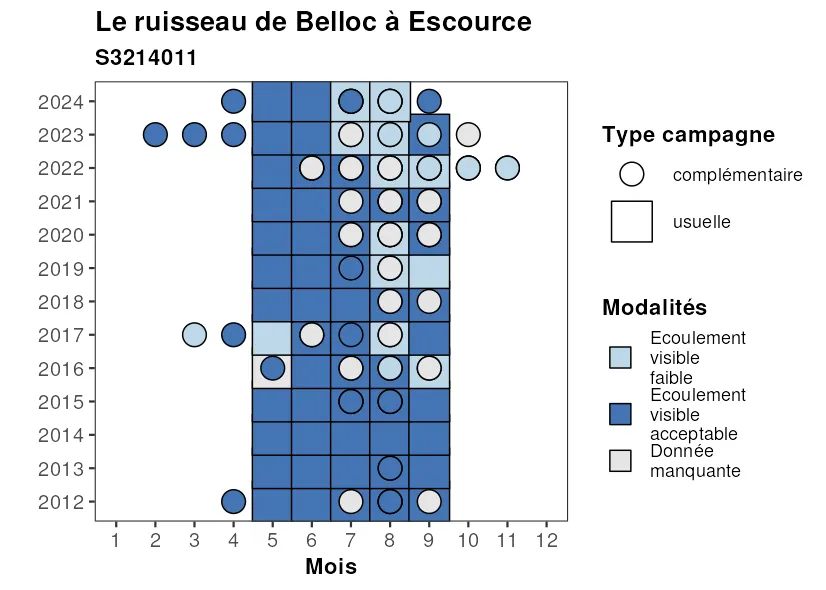 Le ruisseau de Belloc à Escource
S3214011
2024
2023
2022
2021
2020
2019
2018
2017
2016
2015
2014
2013
2012
1 2 3 4 5 6 7 8 9 10 11 12
Mois
Type campagne
complémentaire
usuelle
Modalités
Ecoulement
visible
faible
Ecoulement
visible
acceptable
Donnée
manquante